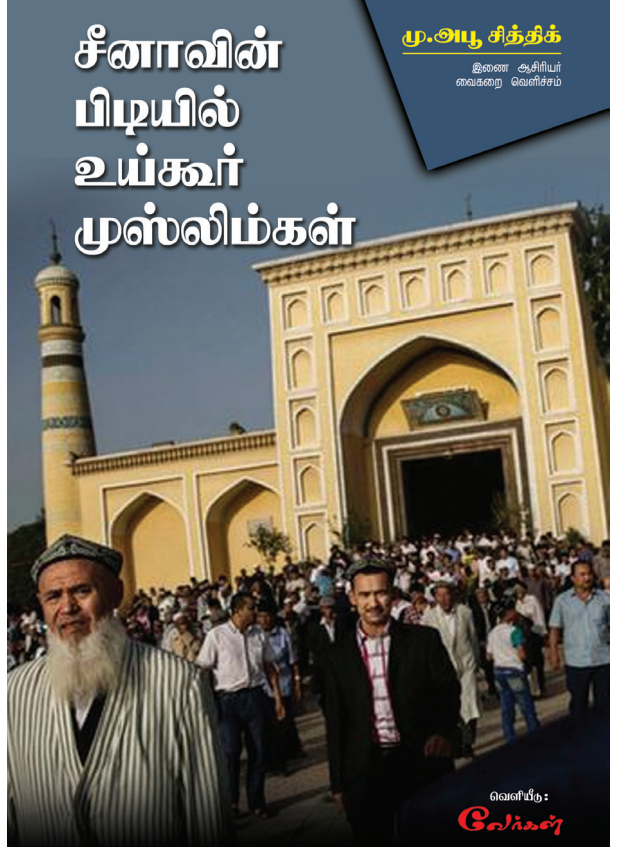 சீனாவின்
பிடியில்
உய்கூர்
முஸ்லிம்கள்
மு.அபூ சித்திக்
இணை ஆசிரியர்
வைகறை வெளிச்சம்
வெளியீடு:
வேர்கள்